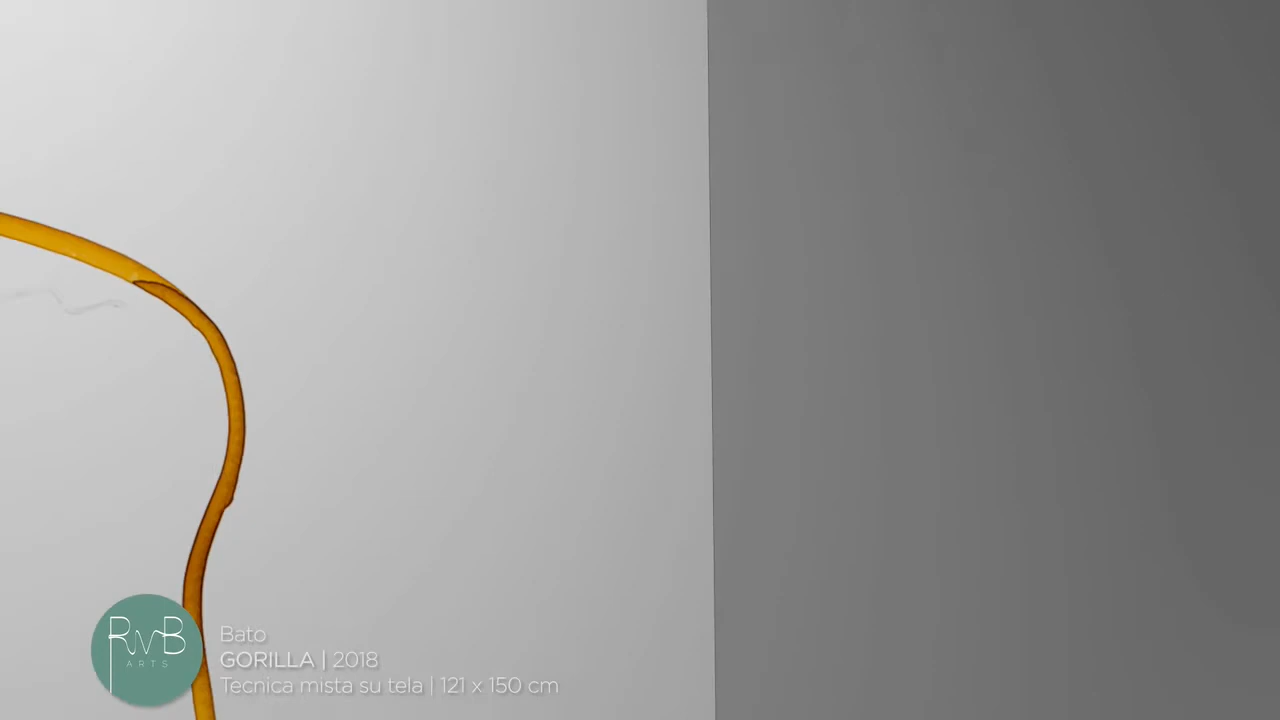 RvB
ARTS
Bato
GORILLA | 2018
Tecnica mista su tela | 121 x 150 cm